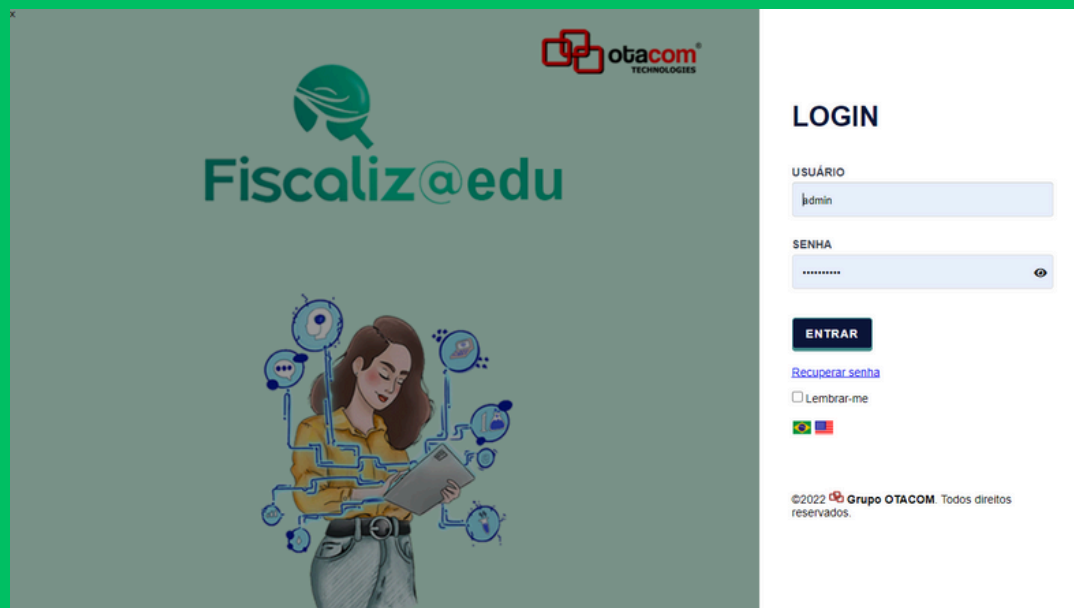 x
otacom®
TECHNOLOGIES
Fiscaliz@edu
LOGIN
USUÁRIO
admin
SENHA
••••••••••
ENTRAR
Recuperar senha
Lembrar-me
©2022 Grupo OTACOM. Todos direitos
reservados.